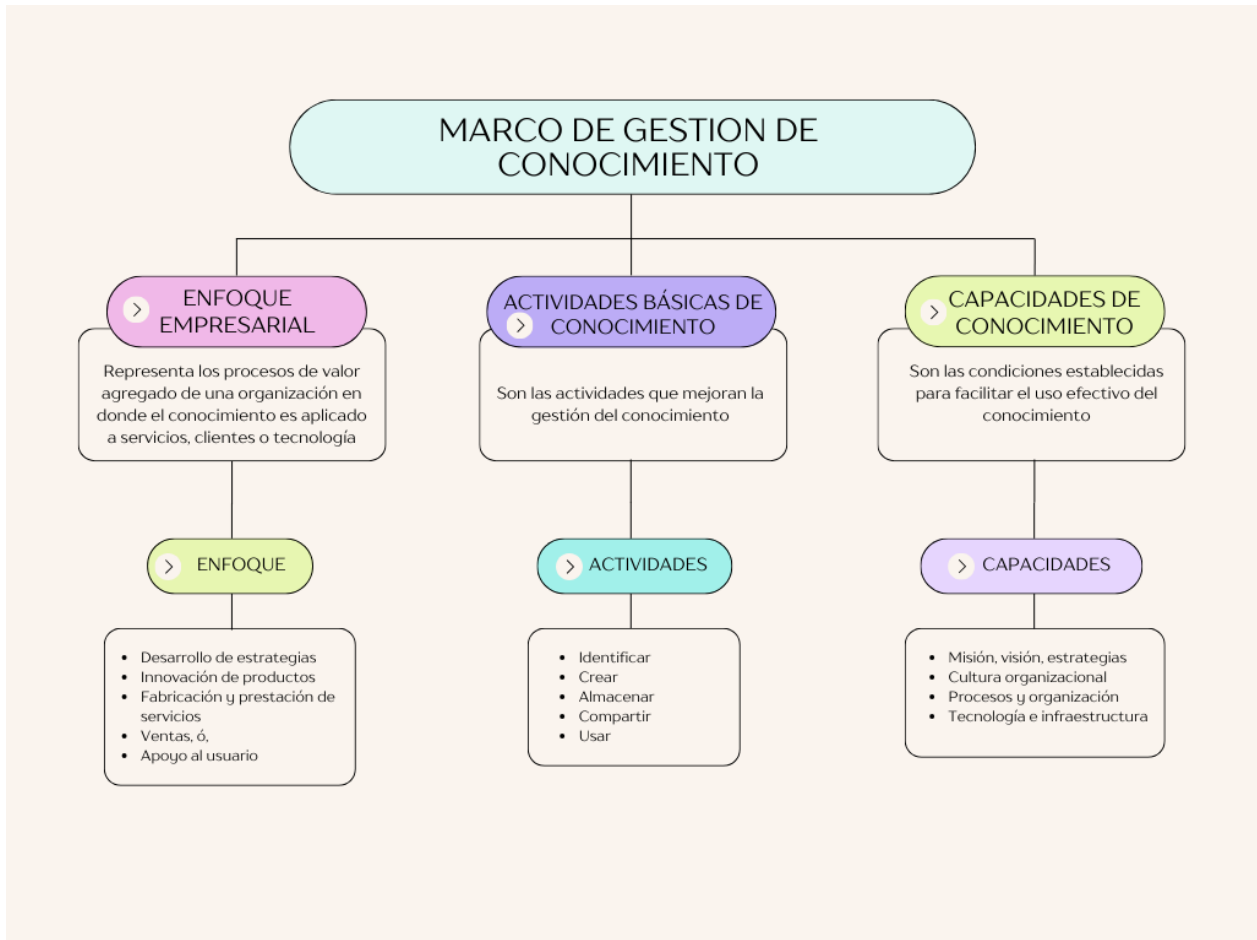 MARCO DE GESTION DE
CONOCIMIENTO
ENFOQUE
EMPRESARIAL
Representa los procesos de valor
agregado de una organización en
donde el conocimiento es aplicado
a servicios, clientes o tecnología
ENFOQUE
• Desarrollo de estrategias
• Innovación de productos
• Fabricación y prestación de
servicios
• Ventas, ó,
• Apoyo al usuario
ACTIVIDADES BÁSICAS DE
CONOCIMIENTO
Son las actividades que mejoran la
gestión del conocimiento
ACTIVIDADES
• Identificar
• Crear
• Almacenar
• Compartir
• Usar
CAPACIDADES DE
CONOCIMIENTO
Son las condiciones establecidas
para facilitar el uso efectivo del
conocimiento
CAPACIDADES
• Misión, visión, estrategias
• Cultura organizacional
• Procesos y organización
• Tecnología e infraestructura